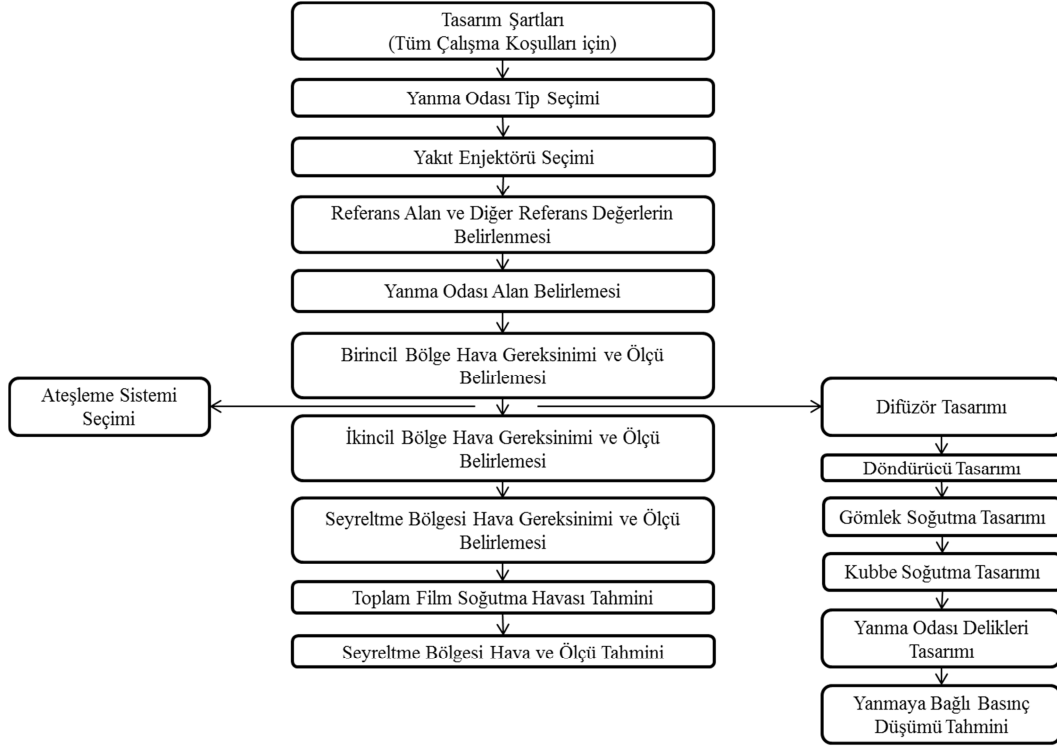 Tasarım Şartları
(Tüm Çalışma Koşulları için)
Yanma Odası Tip Seçimi
Yakıt Enjektörü Seçimi
Referans Alan ve Diğer Referans Değerlerin
Belirlenmesi
Yanma Odası Alan Belirlemesi
Birincil Bölge Hava Gereksinimi ve Ölçü
Belirlemesi
Ateşleme Sistemi
Seçimi
İkincil Bölge Hava Gereksinimi ve Ölçü
Belirlemesi
Seyreltme Bölgesi Hava Gereksinimi ve Ölçü
Belirlemesi
Toplam Film Soğutma Havası Tahmini
Seyreltme Bölgesi Hava ve Ölçü Tahmini
Difüzör Tasarımı
Döndürücü Tasarımı
Gömlek Soğutma Tasarımı
Kubbe Soğutma Tasarımı
Yanma Odası Delikleri
Tasarımı
Yanmaya Bağlı Basınç
Düşümü Tahmini